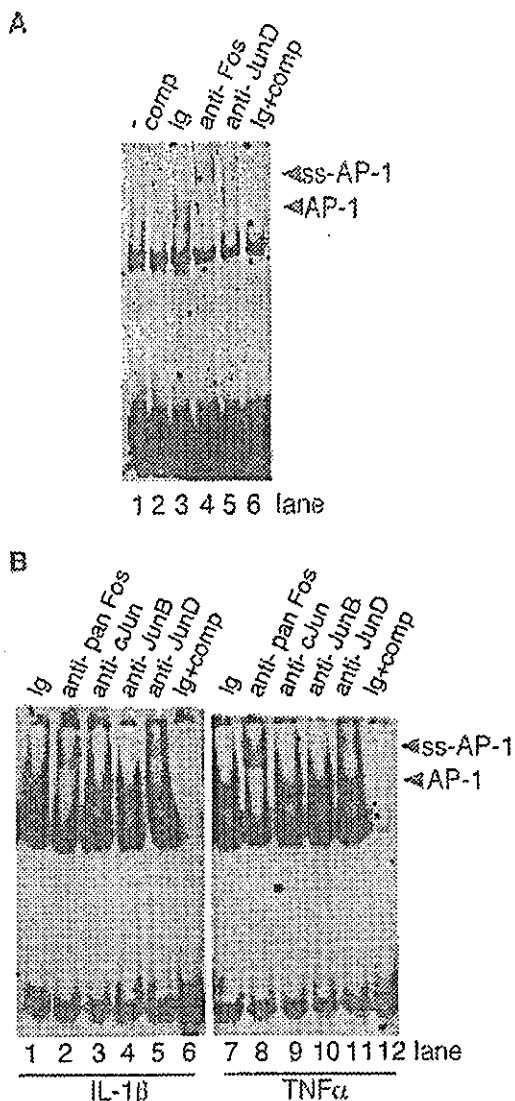 A
- comp Ig anti- Fos anti- JunD Ig+comp
ss-AP-1
AP-1
1 2 3 4 5 6 lane
B
Ig anti- pan Fos anti- cJun anti- JunB anti- JunD Ig+comp Ig anti- pan Fos anti- cJun anti- JunB anti- JunD Ig+comp
ss-AP-1
AP-1
1 2 3 4 5 6 7 8 9 10 11 12 lane
IL-1β TNFα